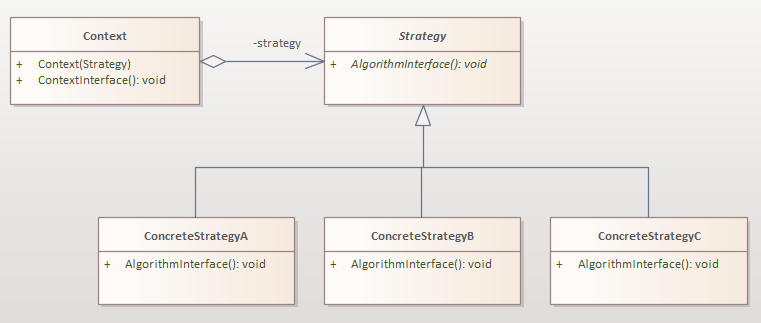 Context
+ Context(Strategy)
+ ContextInterface(): void
-strategy
Strategy
+ AlgorithmInterface(): void
ConcreteStrategyA
+ AlgorithmInterface(): void
ConcreteStrategyB
+ AlgorithmInterface(): void
ConcreteStrategyC
+ AlgorithmInterface(): void